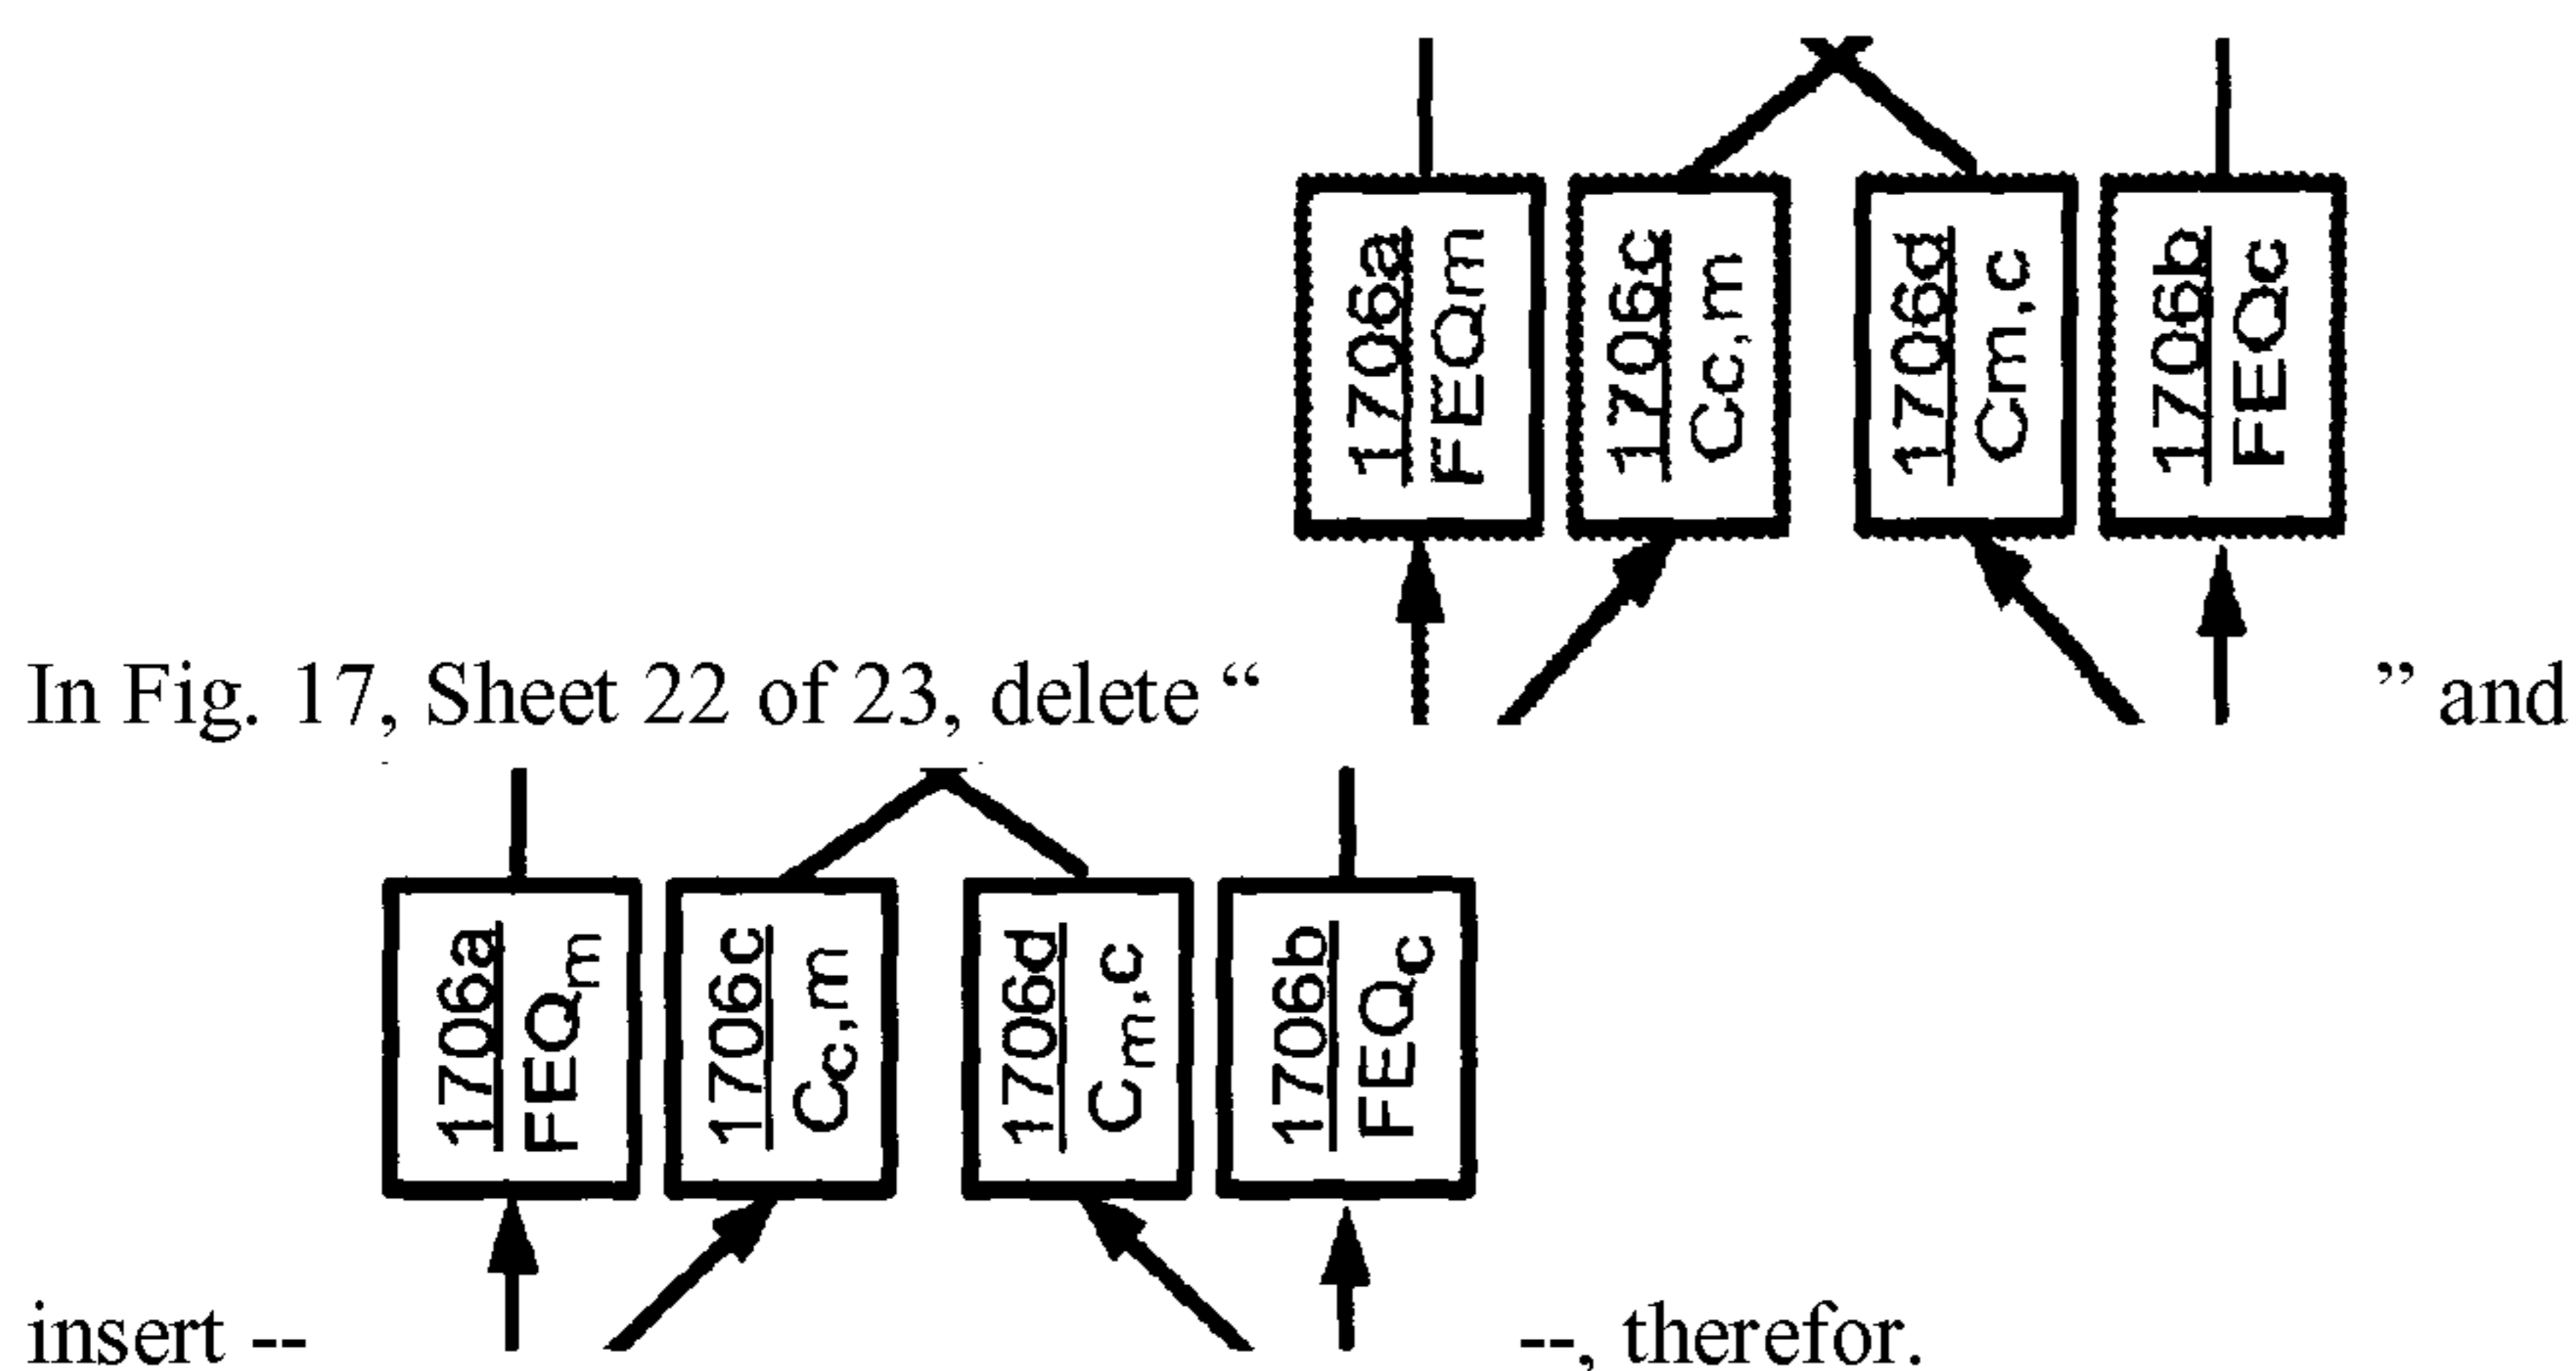 1706a
FEQm
1706c
Cc,m
1706d
Cm,c
1706b
FEQc
In Fig. 17, Sheet 22 of 23, delete “ ” and
1706a
FEQₘ
1706c
Cc,m
1706d
Cm,c
1706b
FEQc
insert -- --, therefor.